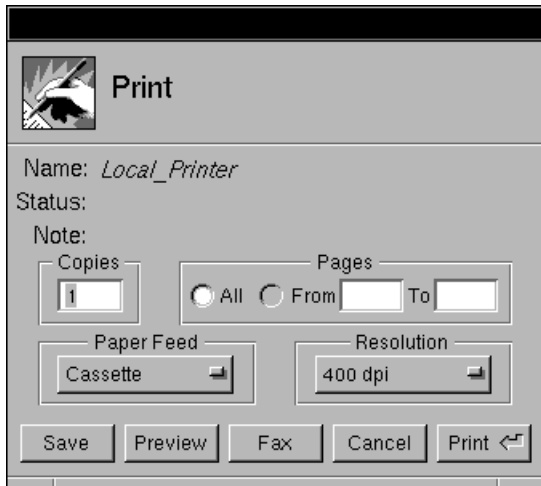 Print
Name: Local_Printer
Status:
Note:
Copies
Pages
1
All From To
Paper Feed
Resolution
Cassette
400 dpi
Save Preview Fax Cancel Print